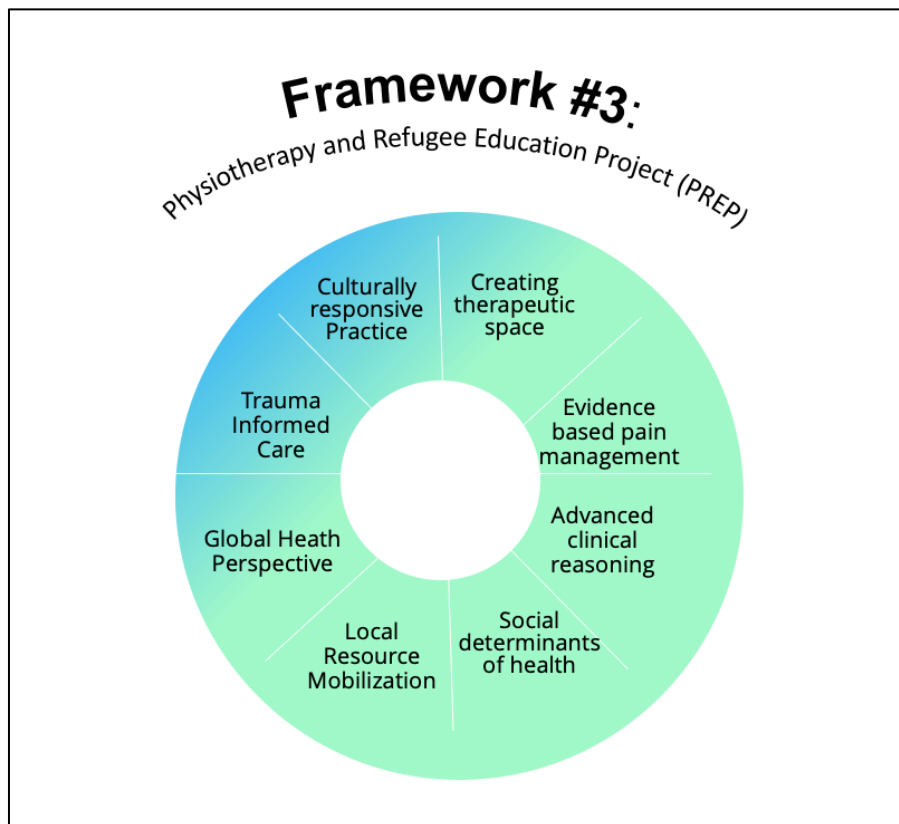 Framework #3:
Physiotherapy and Refugee Education Project (PREP)
Culturally
responsive
Practice
Creating
therapeutic
space
Evidence
based pain
management
Advanced
clinical
reasoning
Social
determinants
of health
Local
Resource
Mobilization
Global Heath
Perspective
Trauma
Informed
Care